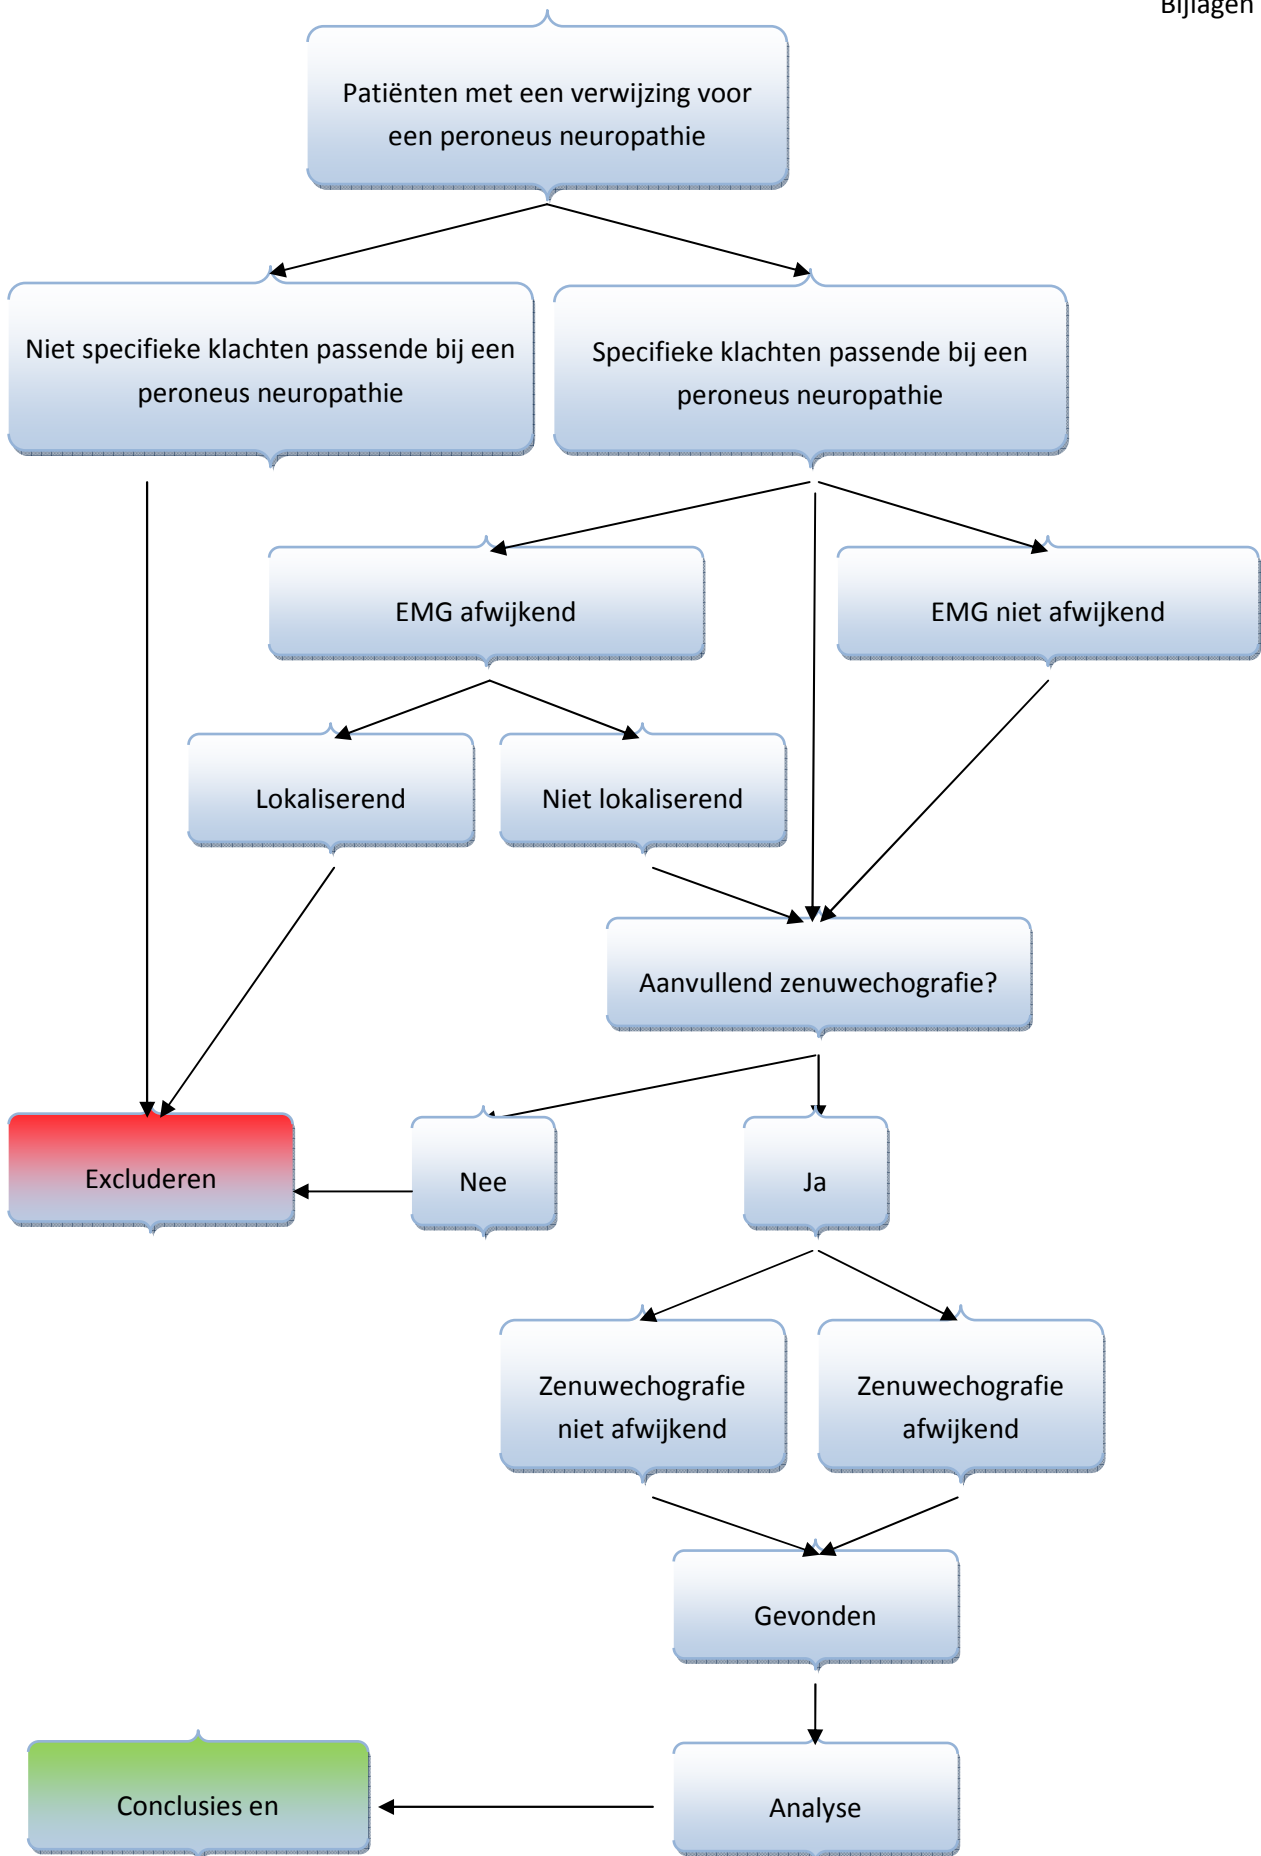 Bijlagen
Patiënten met een verwijzing voor
een peroneus neuropathie
Niet specifieke klachten passende bij een
peroneus neuropathie
Specifieke klachten passende bij een
peroneus neuropathie
EMG afwijkend
EMG niet afwijkend
Lokaliserend
Niet lokaliserend
Aanvullend zenuwechografie?
Excluderen
Nee
Ja
Zenuwechografie
niet afwijkend
Zenuwechografie
afwijkend
Gevonden
Conclusies en
Analyse